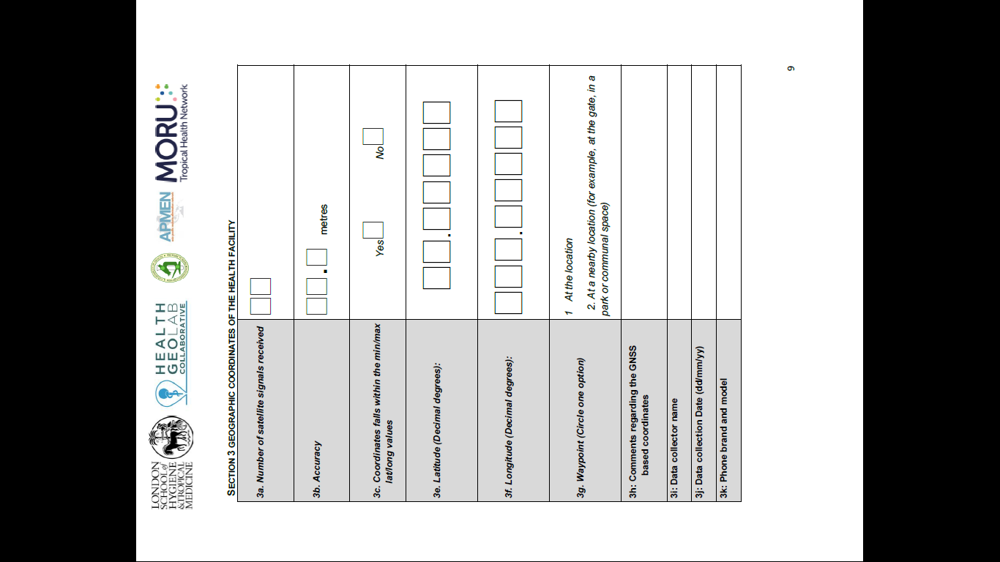 LONDON
SCHOOL of
HYGIENE
& TROPICAL
MEDICINE
HEALTH
GEOLAB
COLLABORATIVE
APMEN
MORU
Tropical Health Network
SECTION 3 GEOGRAPHIC COORDINATES OF THE HEALTH FACILITY
3a. Number of satellite signals received
3b. Accuracy
. metres
3c. Coordinates falls within the min/max
lat/long values
Yes No
3e. Latitude (Decimal degrees):
.
3f. Longitude (Decimal degrees):
.
3g. Waypoint (Circle one option)
1 At the location
2. At a nearby location (for example, at the gate, in a
park or communal space)
3h: Comments regarding the GNSS
based coordinates
3i: Data collector name
3j: Data collection Date (dd/mm/yy)
3k: Phone brand and model
9